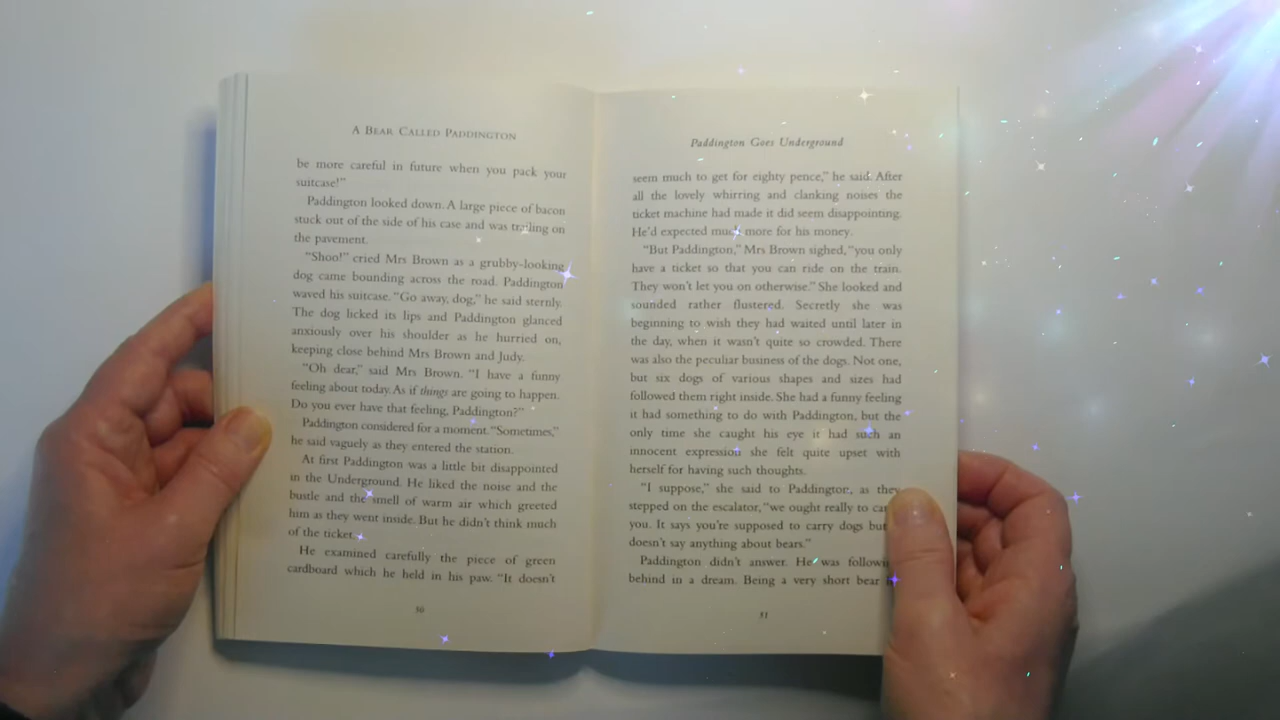 A BEAR CALLED PADDINGTON
be more careful in future when you pack your
suitcase!”
Paddington looked down. A large piece of bacon
stuck out of the side of his case and was trailing on
the pavement.
“Shoo!” cried Mrs Brown as a grubby-looking
dog came bounding across the road. Paddington
waved his suitcase. “Go away, dog,” he said sternly.
The dog licked its lips and Paddington glanced
anxiously over his shoulder as he hurried on,
keeping close behind Mrs Brown and Judy.
“Oh dear,” said Mrs Brown. “I have a funny
feeling about today. As if things are going to happen.
Do you ever have that feeling, Paddington?”
Paddington considered for a moment. “Sometimes,”
he said vaguely as they entered the station.
At first Paddington was a little bit disappointed
in the Underground. He liked the noise and the
bustle and the smell of warm air which greeted
him as they went inside. But he didn’t think much
of the ticket.
He examined carefully the piece of green
cardboard which he held in his paw. “It doesn’t
50
Paddington Goes Underground
seem much to get for eighty pence,” he said. After
all the lovely whirring and clanking noises the
ticket machine had made it did seem disappointing.
He’d expected much more for his money.
“But Paddington,” Mrs Brown sighed, “you only
have a ticket so that you can ride on the train.
They won’t let you on otherwise.” She looked and
sounded rather flustered. Secretly she was
beginning to wish they had waited until later in
the day, when it wasn’t quite so crowded. There
was also the peculiar business of the dogs. Not one,
but six dogs of various shapes and sizes had
followed them right inside. She had a funny feeling
it had something to do with Paddington, but the
only time she caught his eye it had such an
innocent expression she felt quite upset with
herself for having such thoughts.
“I suppose,” she said to Paddington, as they
stepped on the escalator, “we ought really to
you. It says you’re supposed to carry dogs but
doesn’t say anything about bears.”
Paddington didn’t answer. He was
behind in a dream. Being a very short bear
51